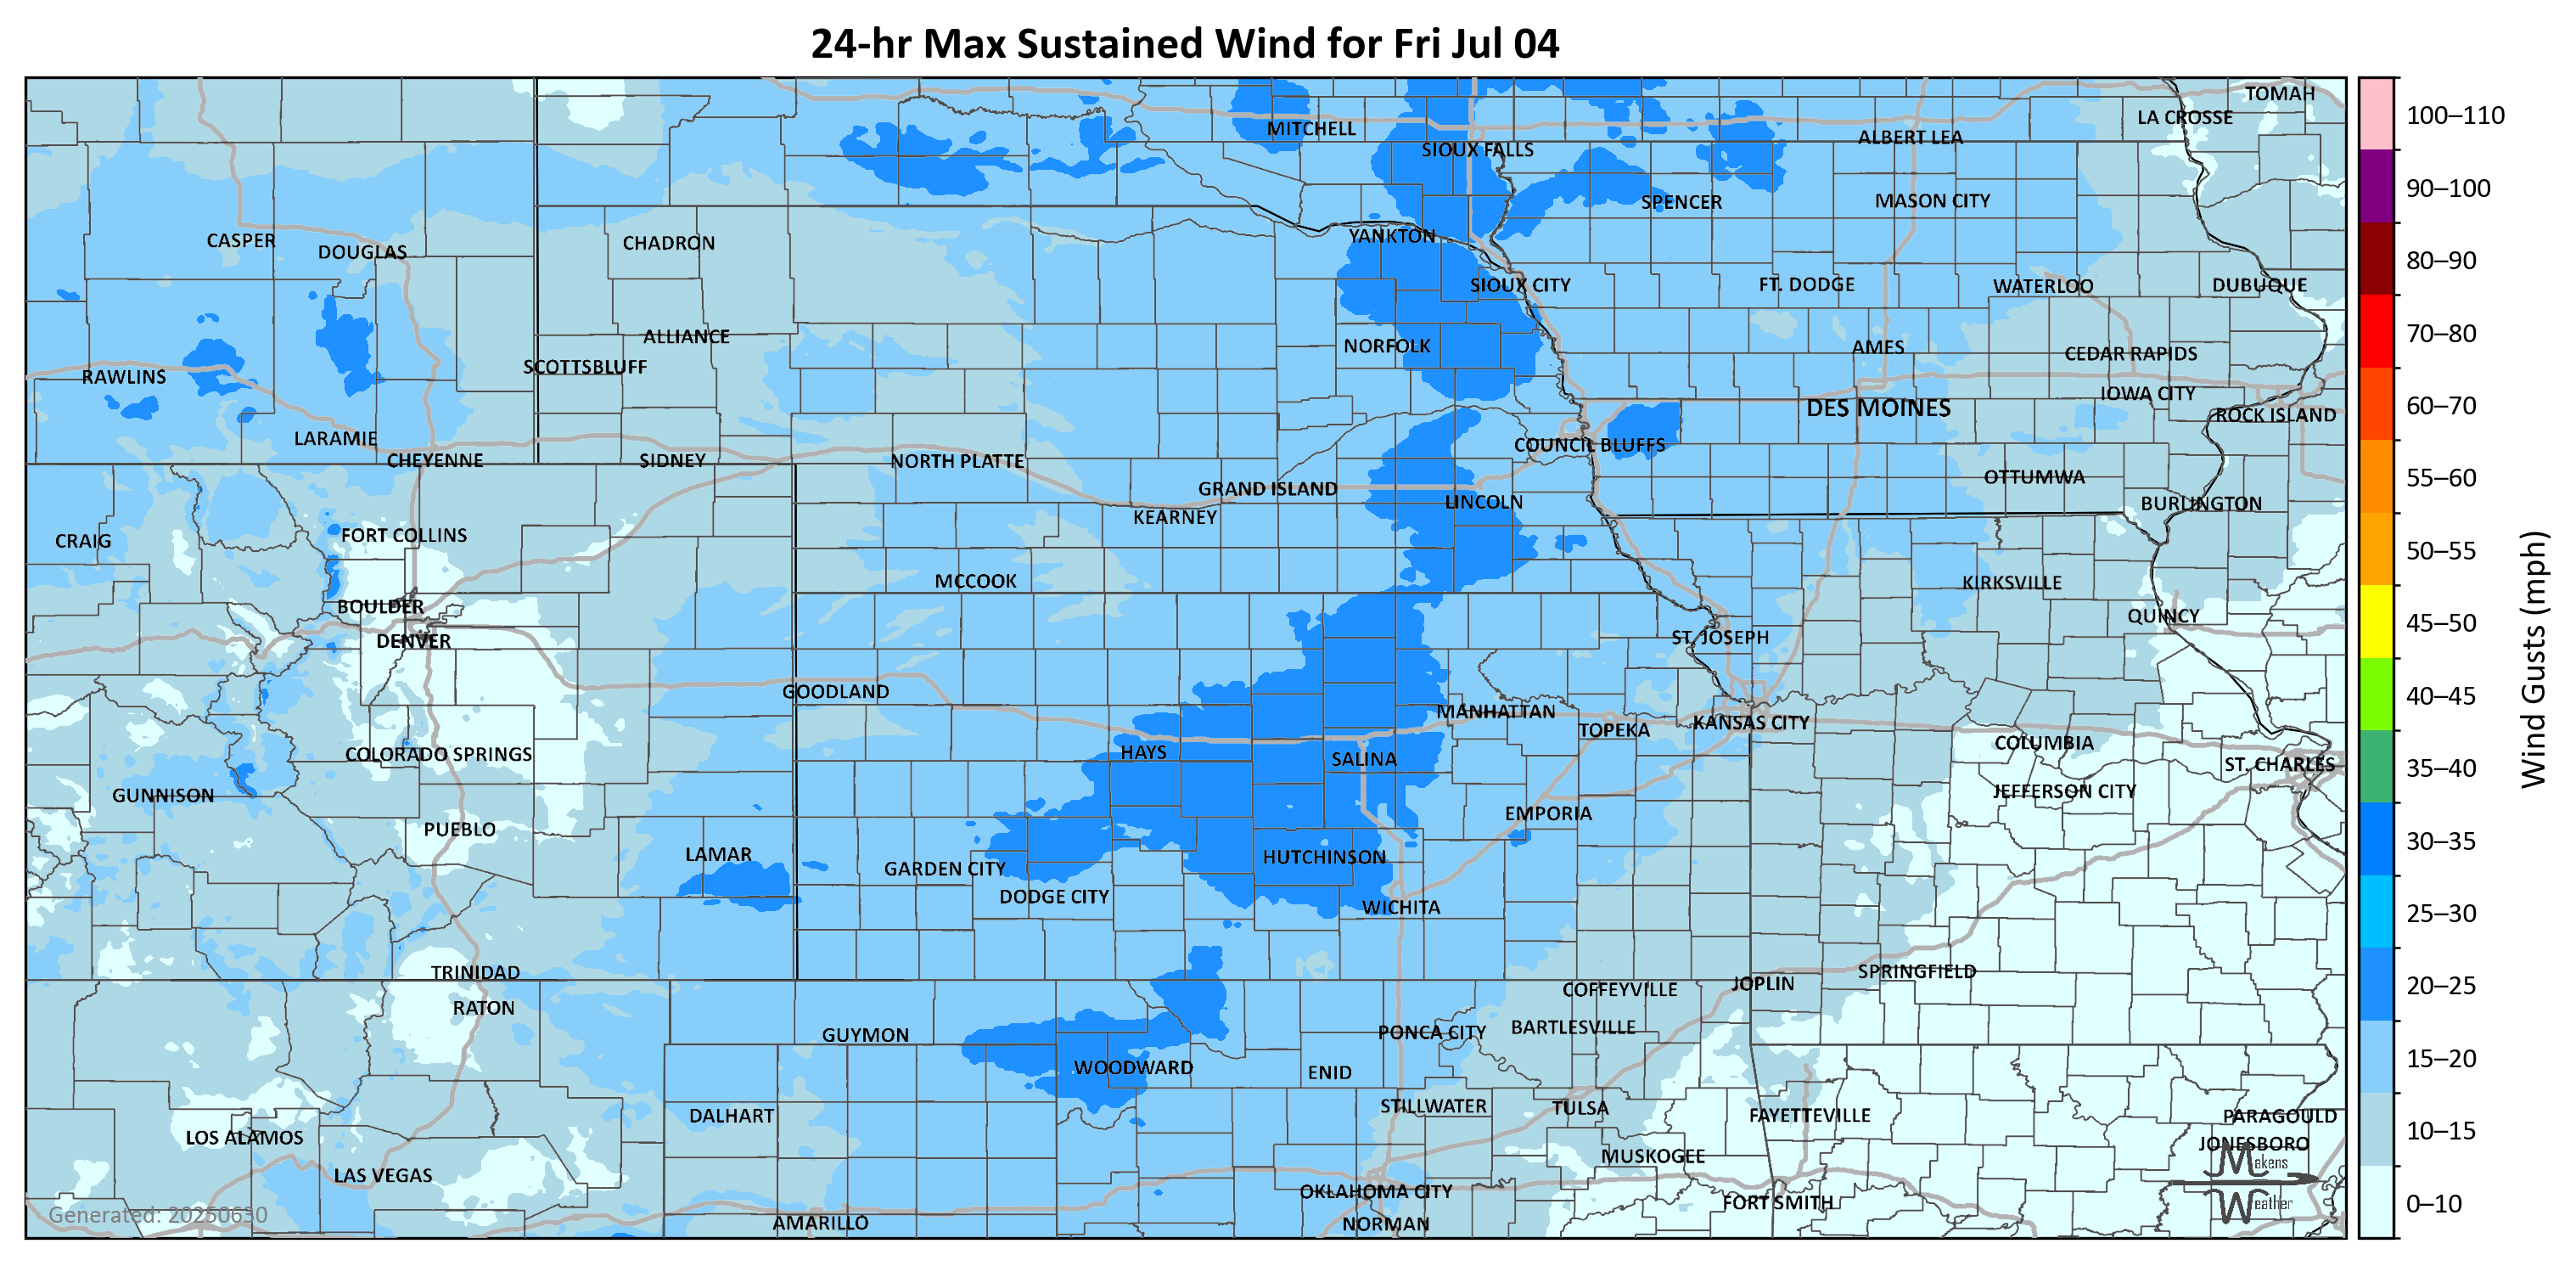 24-hr Max Sustained Wind for Fri Jul 04
TOMAH
LA CROSSE
MITCHELL
ALBERT LEA
SIOUX FALLS
SPENCER
MASON CITY
CASPER
DOUGLAS
CHADRON
YANKTON
SIOUX CITY
FT. DODGE
WATERLOO
DUBUQUE
ALLIANCE
NORFOLK
AMES
CEDAR RAPIDS
SCOTTSBLUFF
RAWLINS
IOWA CITY
DES MOINES
ROCK ISLAND
LARAMIE
COUNCIL BLUFFS
CHEYENNE
SIDNEY
NORTH PLATTE
OTTUMWA
GRAND ISLAND
LINCOLN
BURLINGTON
KEARNEY
CRAIG
FORT COLLINS
MCCOOK
KIRKSVILLE
BOULDER
QUINCY
DENVER
ST. JOSEPH
GOODLAND
MANHATTAN
TOPEKA
KANSAS CITY
COLUMBIA
COLORADO SPRINGS
HAYS
SALINA
ST. CHARLES
GUNNISON
JEFFERSON CITY
EMPORIA
PUEBLO
LAMAR
HUTCHINSON
GARDEN CITY
DODGE CITY
WICHITA
TRINIDAD
SPRINGFIELD
JOPLIN
COFFEYVILLE
RATON
BARTLESVILLE
PONCA CITY
GUYMON
WOODWARD
ENID
STILLWATER
TULSA
DALHART
FAYETTEVILLE
PARAGOULD
LOS ALAMOS
JONESBORO
MUSKOGEE
LAS VEGAS
OKLAHOMA CITY
FORT SMITH
AMARILLO
NORMAN
Makens
Weather
Generated: 20250630
100–110
90–100
80–90
70–80
60–70
55–60
50–55
45–50
40–45
35–40
30–35
25–30
20–25
15–20
10–15
0–10
Wind Gusts (mph)